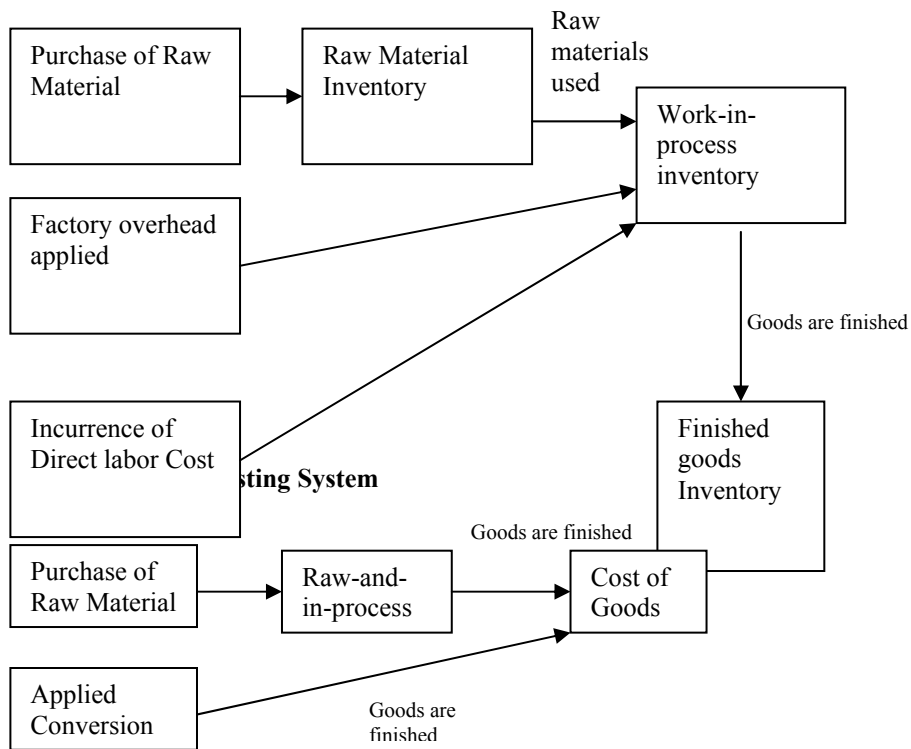 Purchase of Raw
Material
Raw Material
Inventory
Raw
materials
used
Work-in-
process
inventory
Factory overhead
applied
Goods are finished
Incurrence of
Direct labor Cost
Finished
goods
Inventory
System
Goods are finished
Purchase of
Raw Material
Raw-and-
in-process
Cost of
Goods
Applied
Conversion
Goods are
finished